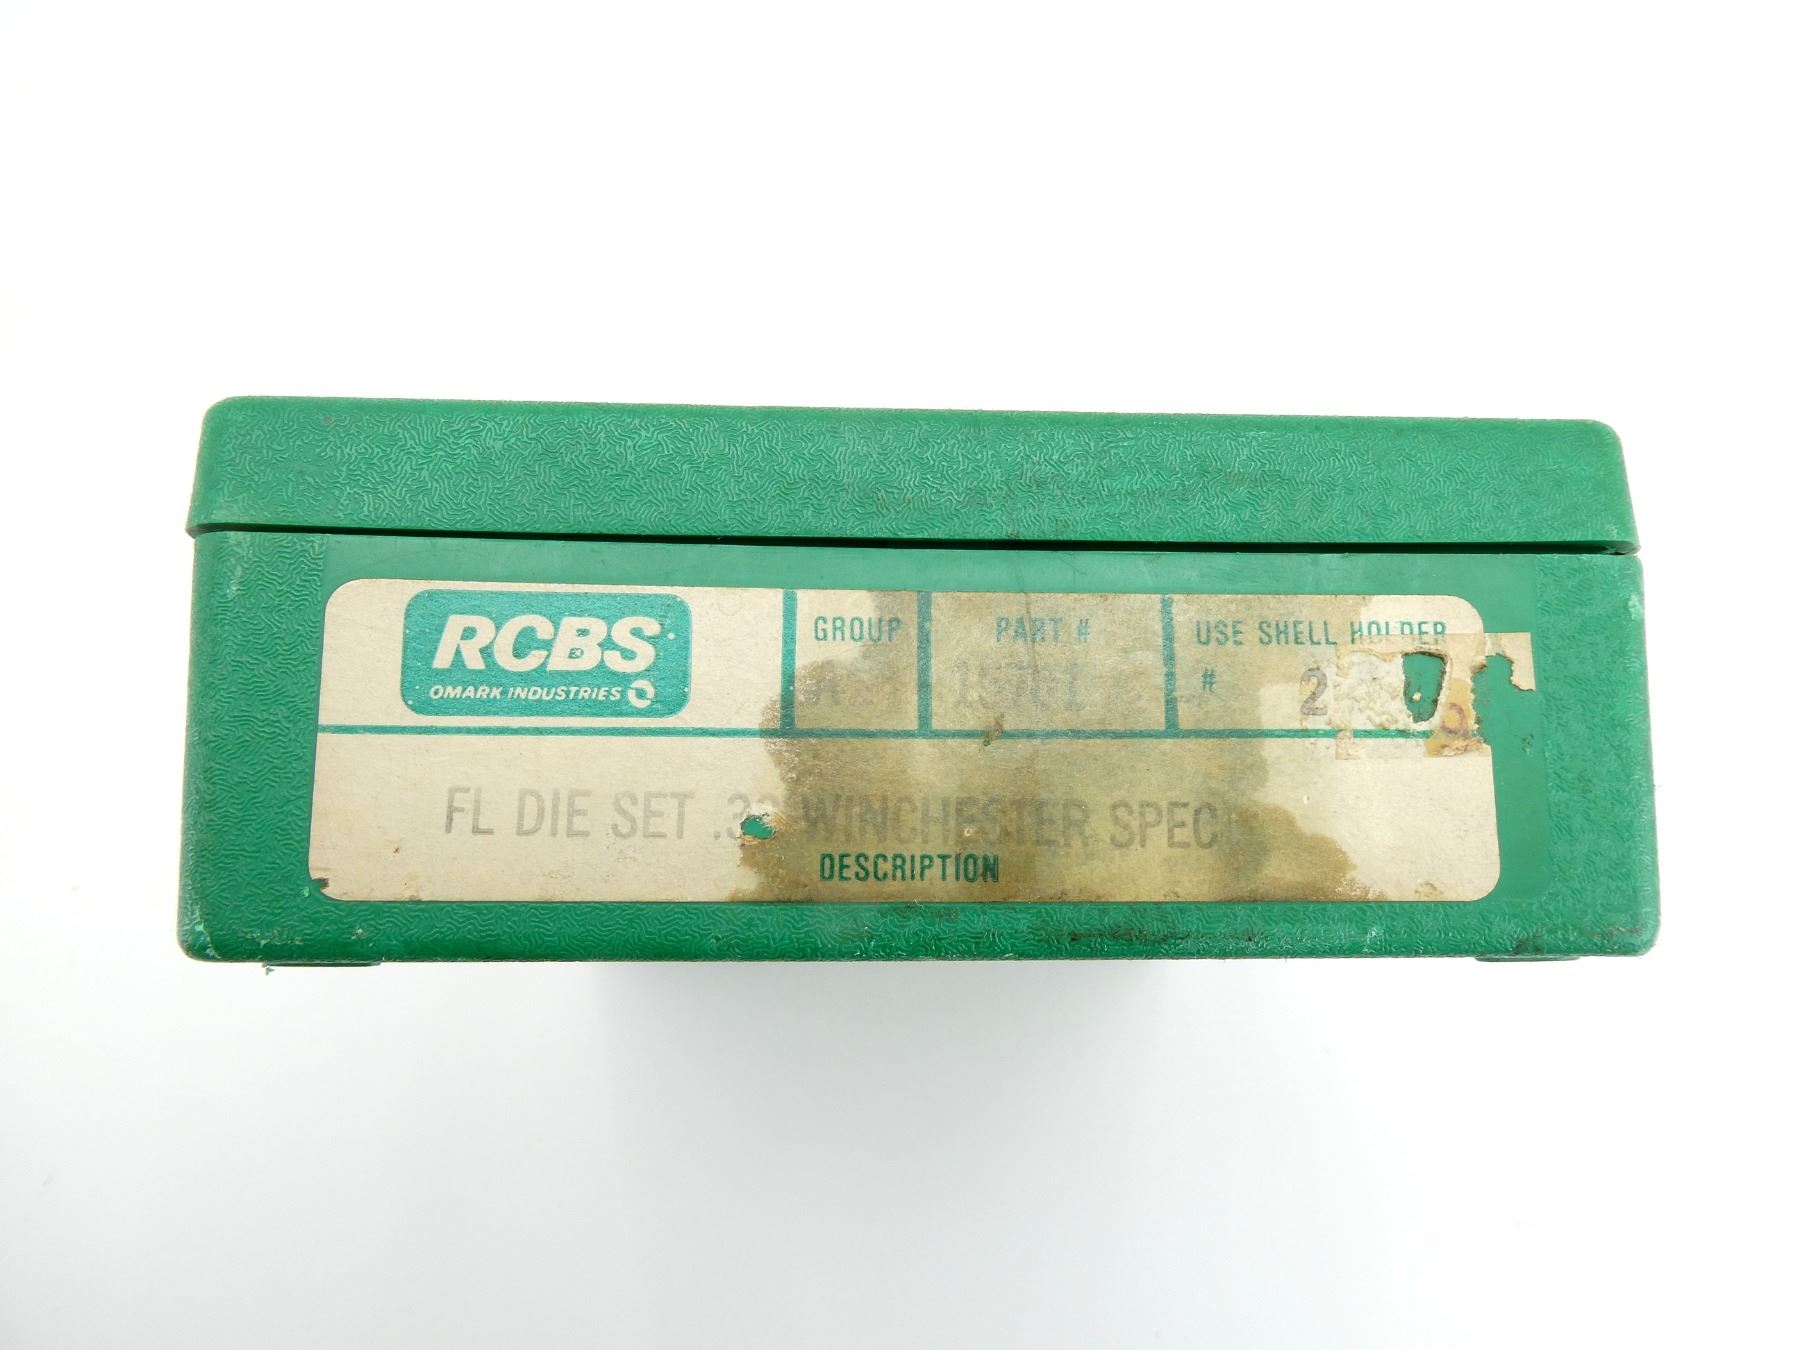 RCBS
OMARK INDUSTRIES
GROUP PART # USE SHELL HOLDER
A # 2
FL DIE SET WINCHESTER SPEC
DESCRIPTION